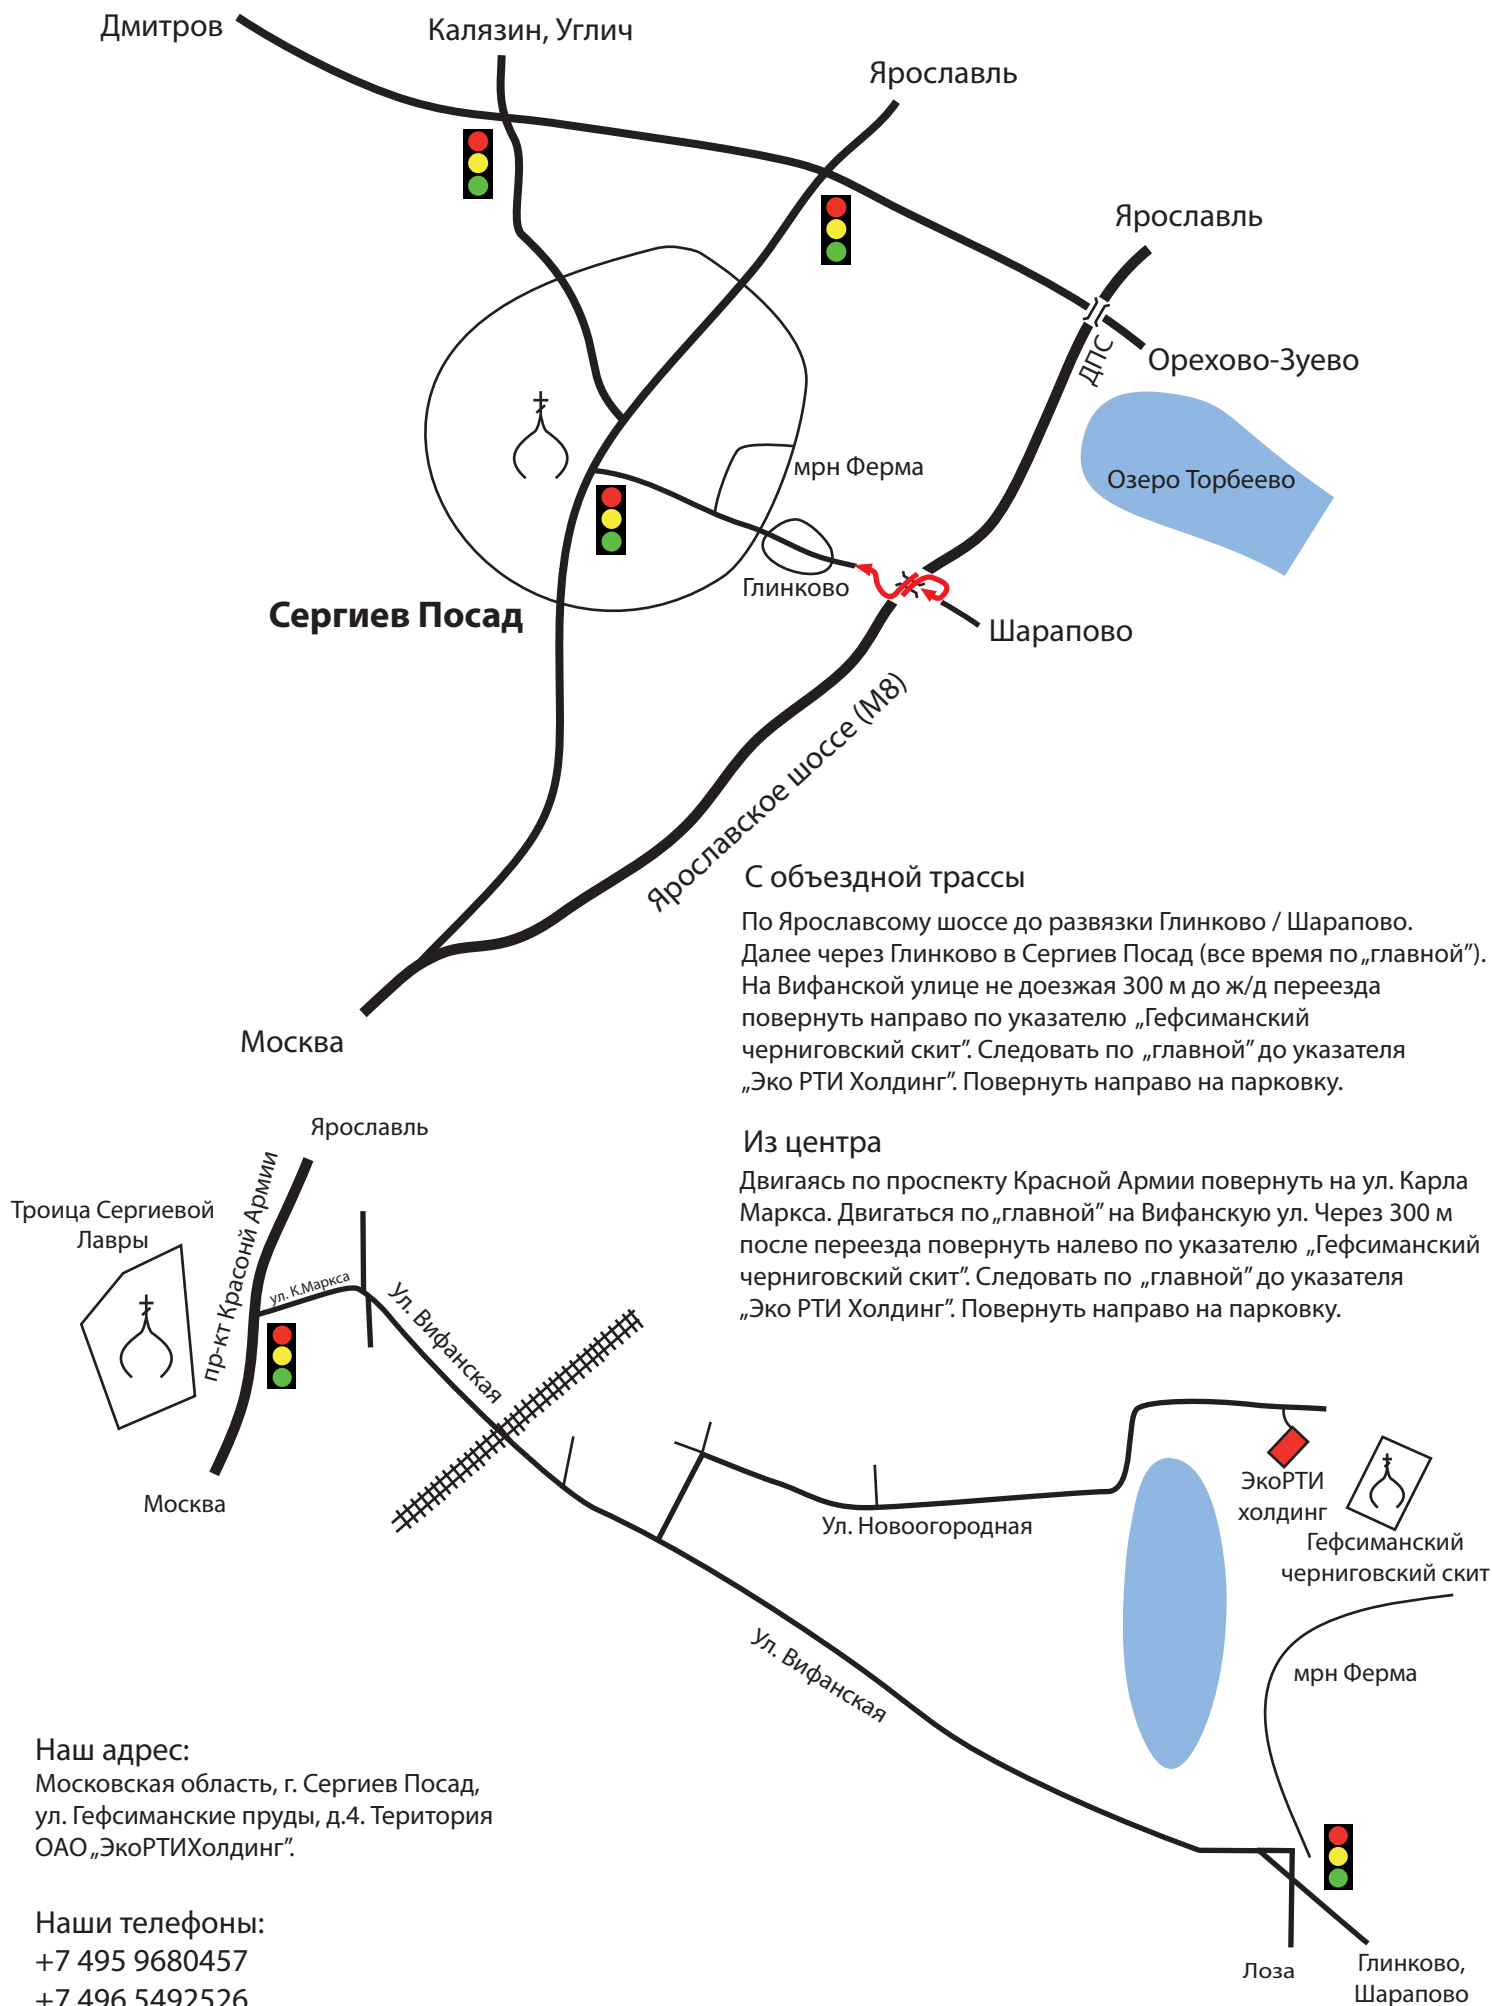 Дмитров
Калязин, Углич
Ярославль
Ярославль
ДПС
Орехово-Зуево
мрн Ферма
Озеро Торбеево
Глинково
Сергиев Посад
Шарапово
Ярославское шоссе (М8)
Москва
С объездной трассы
По Ярославсому шоссе до развязки Глинково / Шарапово.
Далее через Глинково в Сергиев Посад (все время по „главной”).
На Вифанской улице не доезжая 300 м до ж/д переезда
повернуть направо по указателю „Гефсиманский
черниговский скит”. Следовать по „главной” до указателя
„Эко РТИ Холдинг”. Повернуть направо на парковку.
Из центра
Двигаясь по проспекту Красной Армии повернуть на ул. Карла
Маркса. Двигаться по „главной” на Вифанскую ул. Через 300 м
после переезда повернуть налево по указателю „Гефсиманский
черниговский скит”. Следовать по „главной” до указателя
„Эко РТИ Холдинг”. Повернуть направо на парковку.
Ярославль
Троица Сергиевой
Лавры
пр-кт Красонй Армии
ул. К.Маркса
Ул. Вифанская
Москва
Ул. Новоогородная
ЭкоРТИ
холдинг
Гефсиманский
черниговский скит
Ул. Вифанская
мрн Ферма
Лоза
Глинково,
Шарапово
Наш адрес:
Московская область, г. Сергиев Посад,
ул. Гефсиманские пруды, д.4. Територия
ОАО „ЭкоРТИХолдинг”.
Наши телефоны:
+7 495 9680457
+7 496 5492526